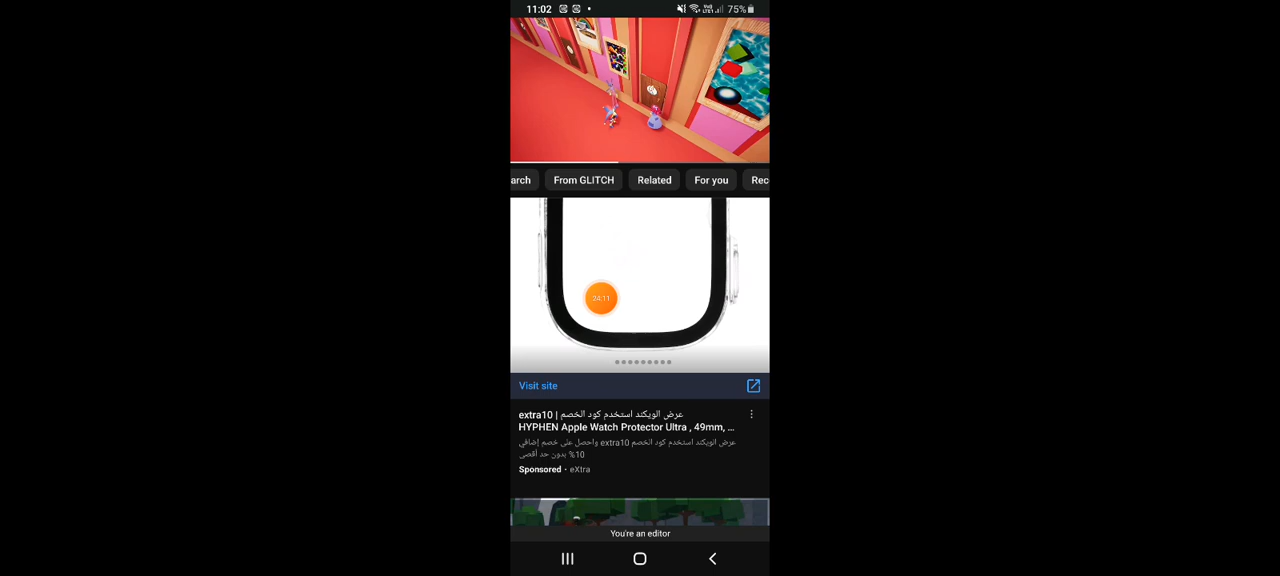 11:02 75%
arch From GLITCH Related For you Rec
24:11
Visit site
عرض الويكند استخدم كود الخصم | extra10
HYPHEN Apple Watch Protector Ultra , 49mm, ...
عرض الويكند استخدم كود الخصم extra10 واحصل على خصم إضافي
10% بدون حد أقصى
Sponsored • eXtra
You're an editor